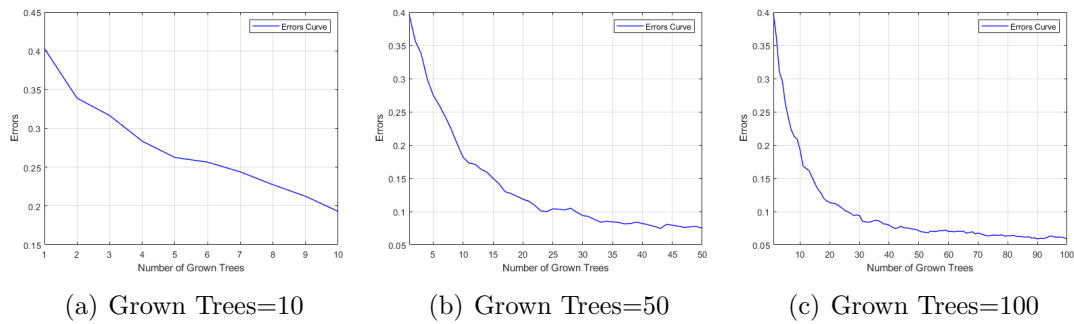 Errors Curve
0.45
0.4
0.35
0.3
0.25
0.2
0.15
Errors
1 2 3 4 5 6 7 8 9 10
Number of Grown Trees
(a) Grown Trees=10
Errors Curve
0.4
0.35
0.3
0.25
0.2
0.15
0.1
0.05
Errors
5 10 15 20 25 30 35 40 45 50
Number of Grown Trees
(b) Grown Trees=50
Errors Curve
0.4
0.35
0.3
0.25
0.2
0.15
0.1
0.05
Errors
10 20 30 40 50 60 70 80 90 100
Number of Grown Trees
(c) Grown Trees=100